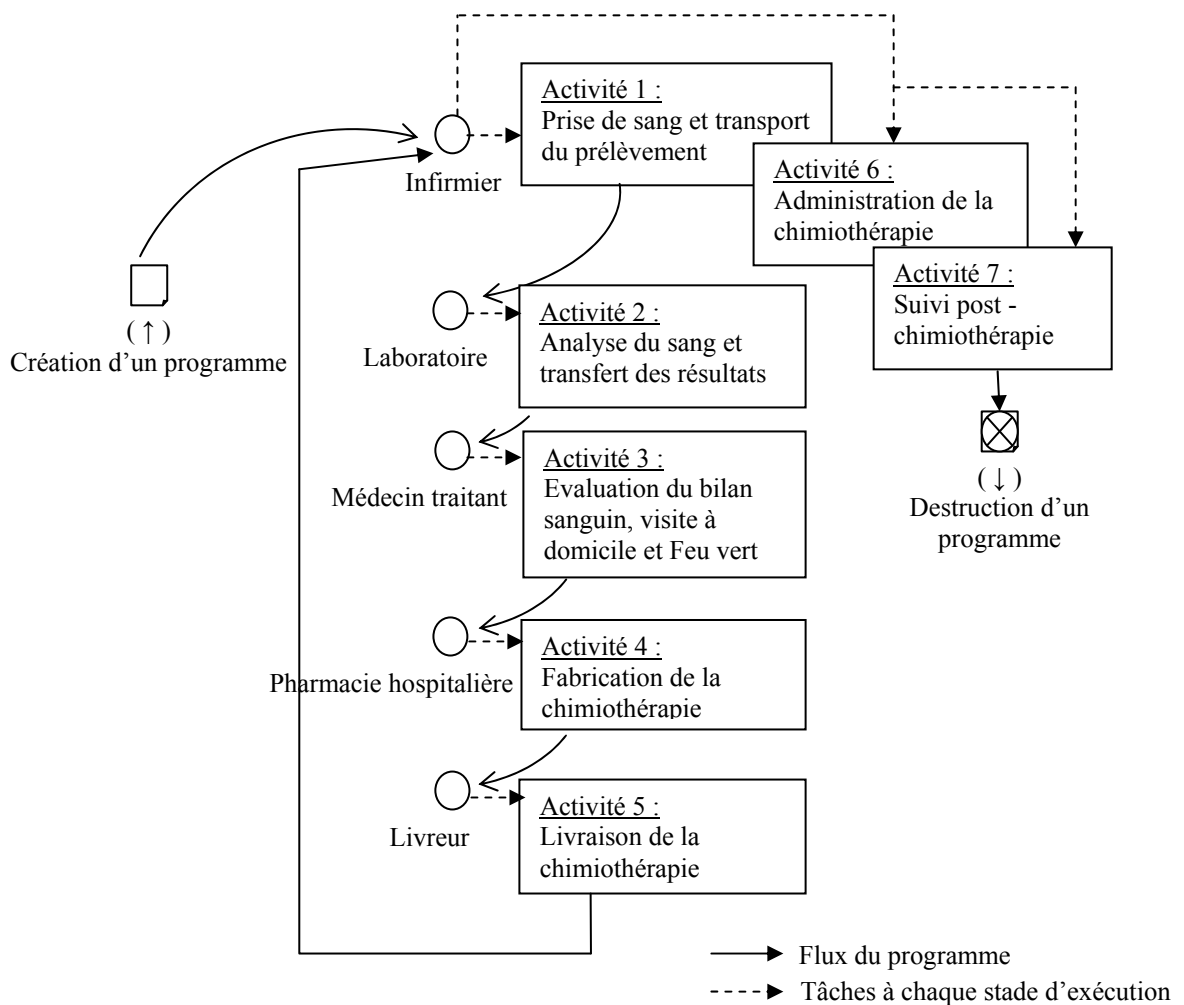 Activité 1 :
Prise de sang et transport
du prélèvement
Infirmier
Activité 6 :
Administration de la
chimiothérapie
Activité 7 :
Suivi post -
chimiothérapie
( ↑ )
Création d’un programme
Laboratoire
Activité 2 :
Analyse du sang et
transfert des résultats
Médecin traitant
Activité 3 :
Evaluation du bilan
sanguin, visite à
domicile et Feu vert
( ↓ )
Destruction d’un
programme
Pharmacie hospitalière
Activité 4 :
Fabrication de la
chimiothérapie
Livreur
Activité 5 :
Livraison de la
chimiothérapie
Flux du programme
Tâches à chaque stade d’exécution